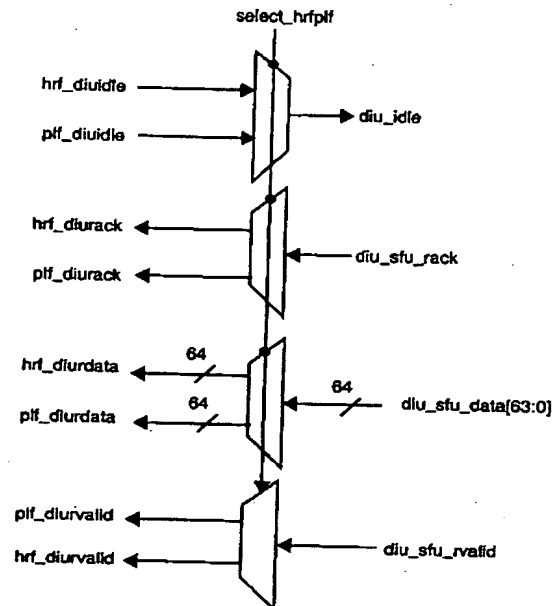 select_hrfplf
hrf_diuidle
plf_diuidle
diu_idle
hrf_diurack
plf_diurack
diu_sfu_rack
64
hrf_diurdata
64
plf_diurdata
64
diu_sfu_data[63:0]
plf_diurvalid
hrf_diurvalid
diu_sfu_rvalid